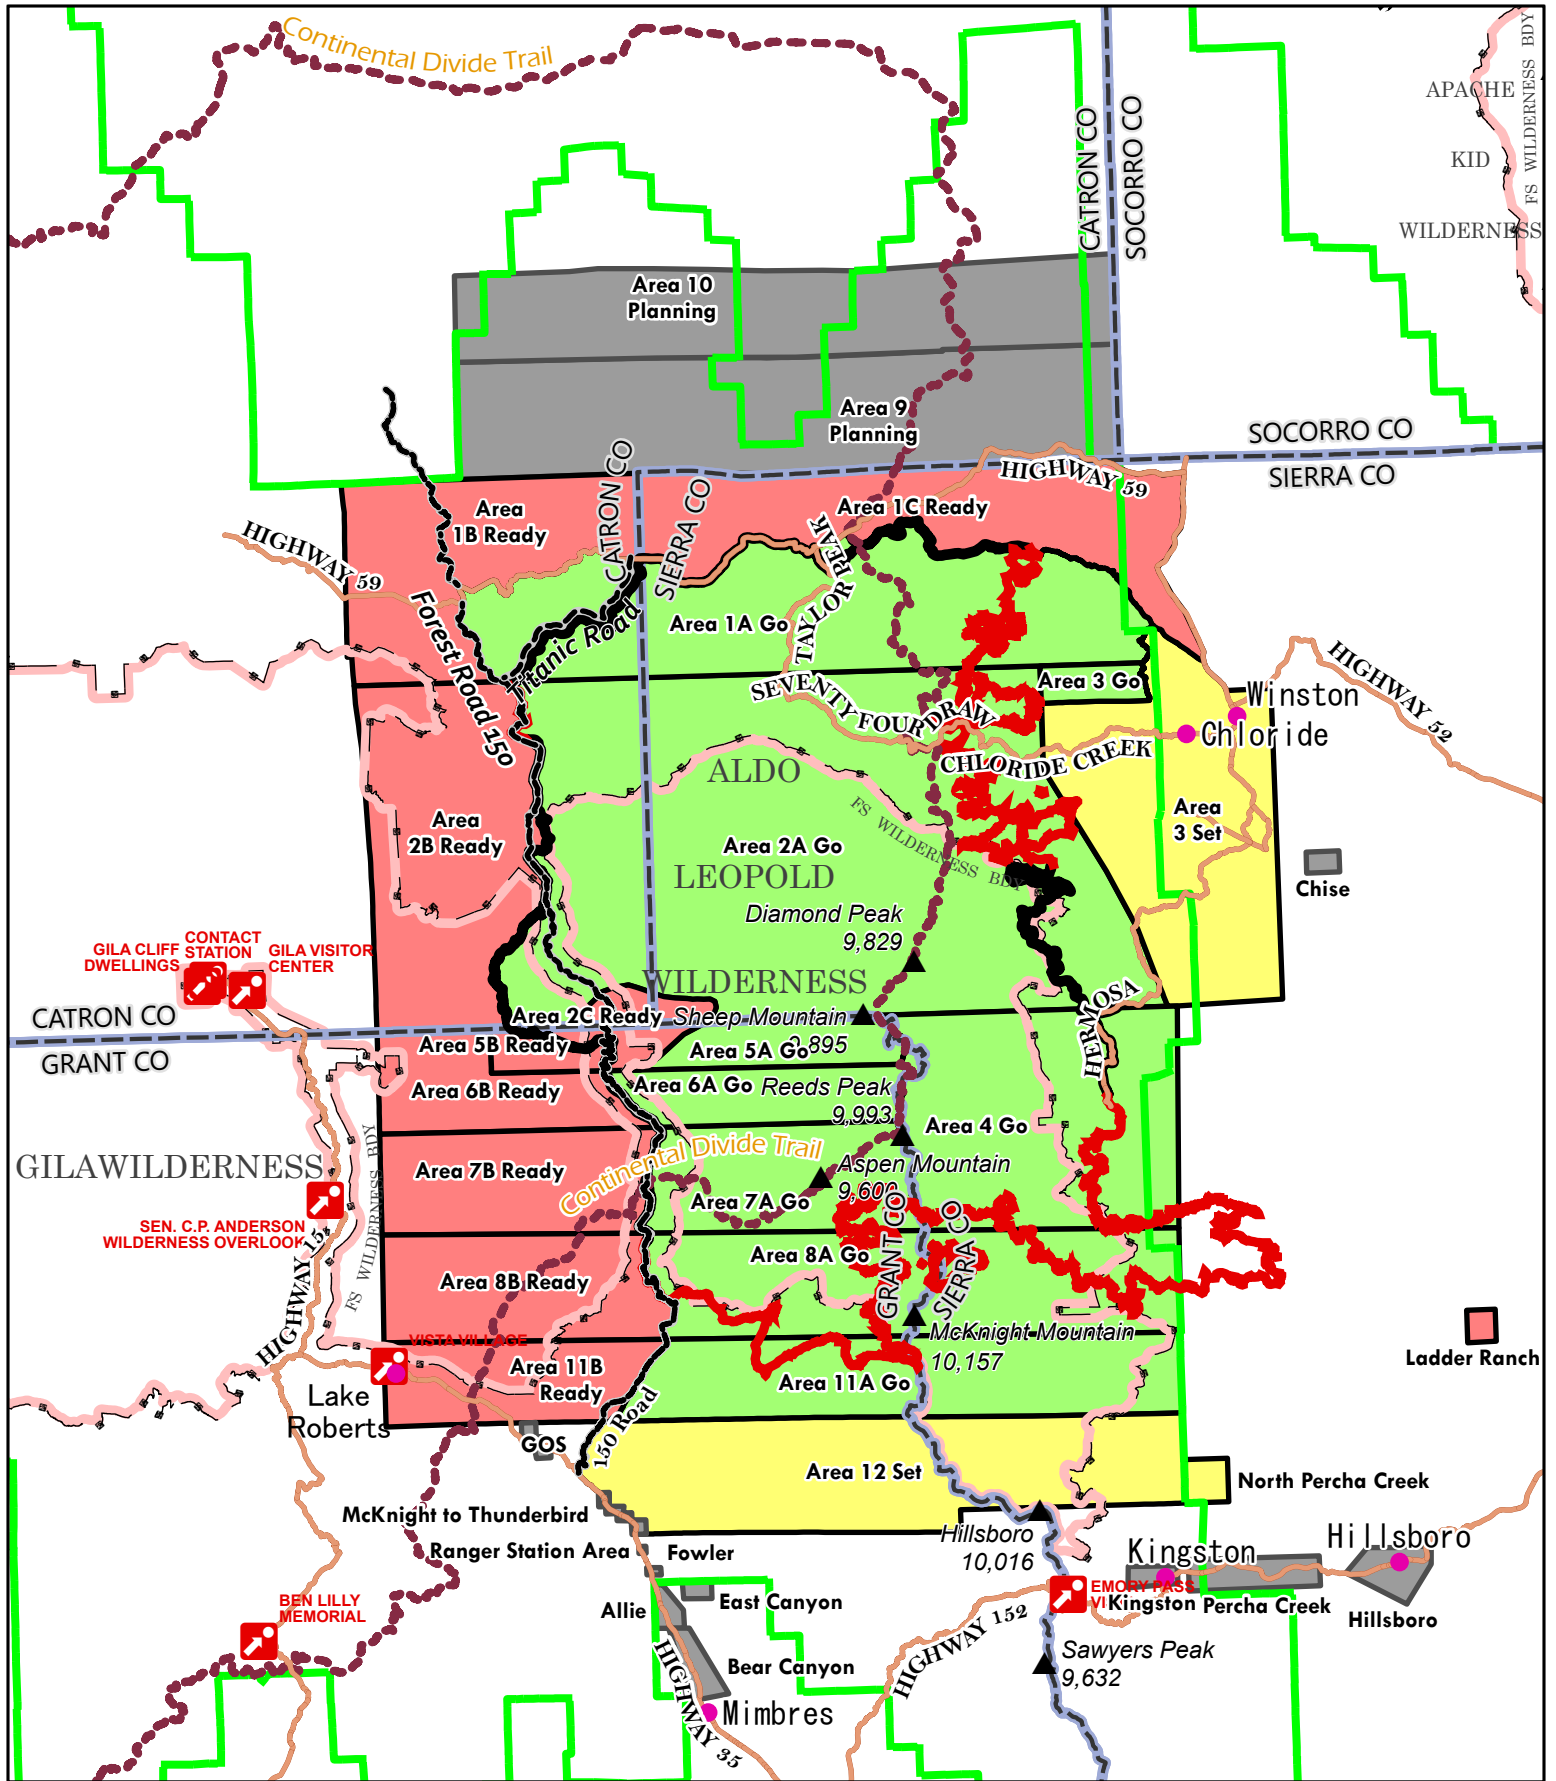 Continental Divide Trail
APACHE
KID
WILDERNESS
FS WILDERNESS BDY
CATRON CO
SOCORRO CO
Area 10
Planning
Area 9
Planning
SOCORRO CO
SIERRA CO
HIGHWAY 59
Area
1B Ready
CATRON CO
SIERRA CO
Area 1C Ready
HIGHWAY 59
Forest Road 150
Titanic Road
Area 1A Go
TAYLOR PEAK
SEVENTY FOUR DRAW
Area 3 Go
HIGHWAY 52
Winston
Chloride
CHLORIDE CREEK
ALDO
LEOPOLD
WILDERNESS
FS WILDERNESS BDY
Area
2B Ready
Area 2A Go
Area
3 Set
Chise
Diamond Peak
9,829
GILA CLIFF
DWELLINGS
CONTACT
STATION
GILA VISITOR
CENTER
CATRON CO
GRANT CO
Area 2C Ready
Sheep Mountain
9,895
HERMOSA
Area 5B Ready
Area 5A Go
Area 6B Ready
Area 6A Go
Reeds Peak
9,993
Area 4 Go
GILA WILDERNESS
FS WILDERNESS BDY
Area 7B Ready
Continental Divide Trail
Aspen Mountain
9,600
Area 7A Go
SEN. C.P. ANDERSON
WILDERNESS OVERLOOK
HIGHWAY 15
GRANT CO
SIERRA CO
Area 8B Ready
Area 8A Go
McKnight Mountain
10,157
Ladder Ranch
VISTA VILLAGE
Lake
Roberts
Area 11B
Ready
Area 11A Go
150 Road
GOS
Area 12 Set
North Percha Creek
McKnight to Thunderbird
Ranger Station Area
Fowler
Hillsboro
10,016
Kingston
Hillsboro
EMORY PASS
Kingston
Percha Creek
Hillsboro
BEN LILLY
MEMORIAL
Allie
East Canyon
HIGHWAY 152
Sawyers Peak
9,632
Bear Canyon
Mimbres
HIGHWAY 35